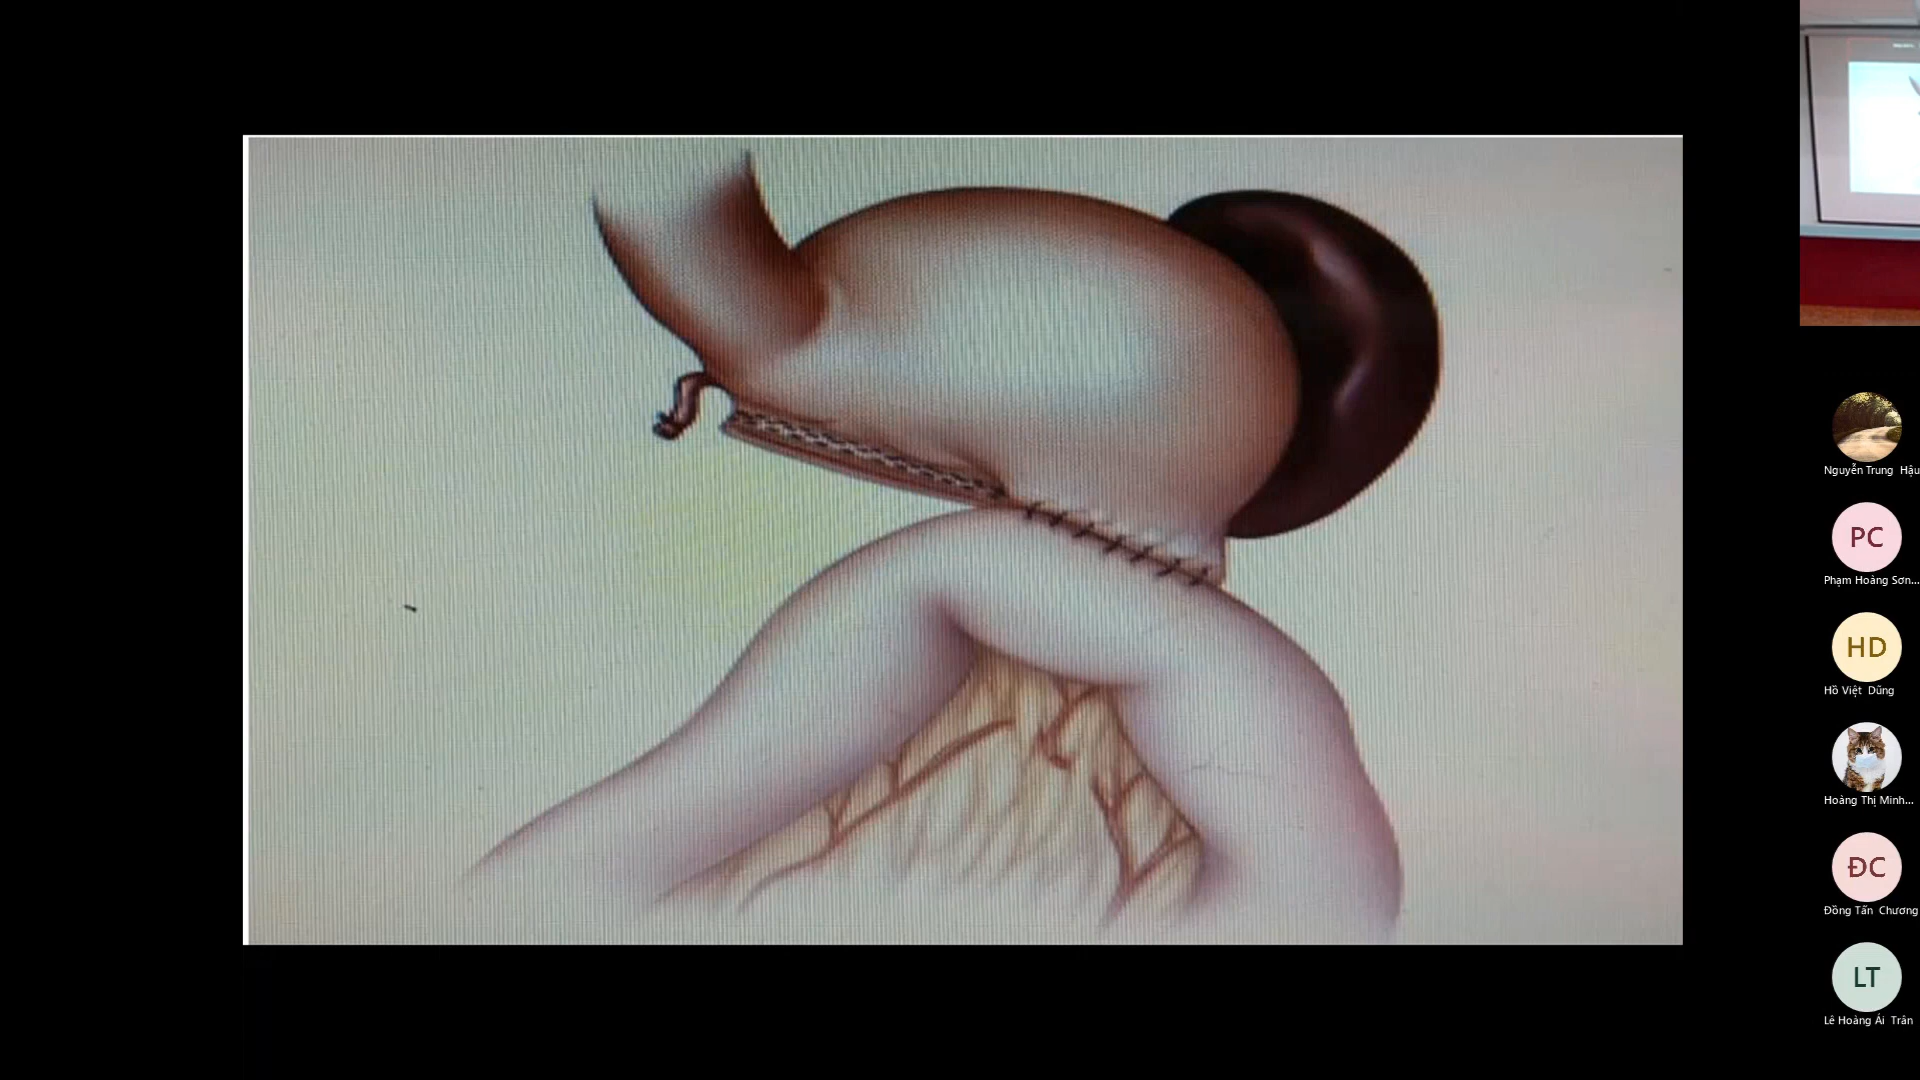 Nguyễn Trung Hậu
PC
Phạm Hoàng Sơn...
HD
Hồ Việt Dũng
Hoàng Thị Minh...
ĐC
Đồng Tấn Chương
LT
Lê Hoàng Ái Trân